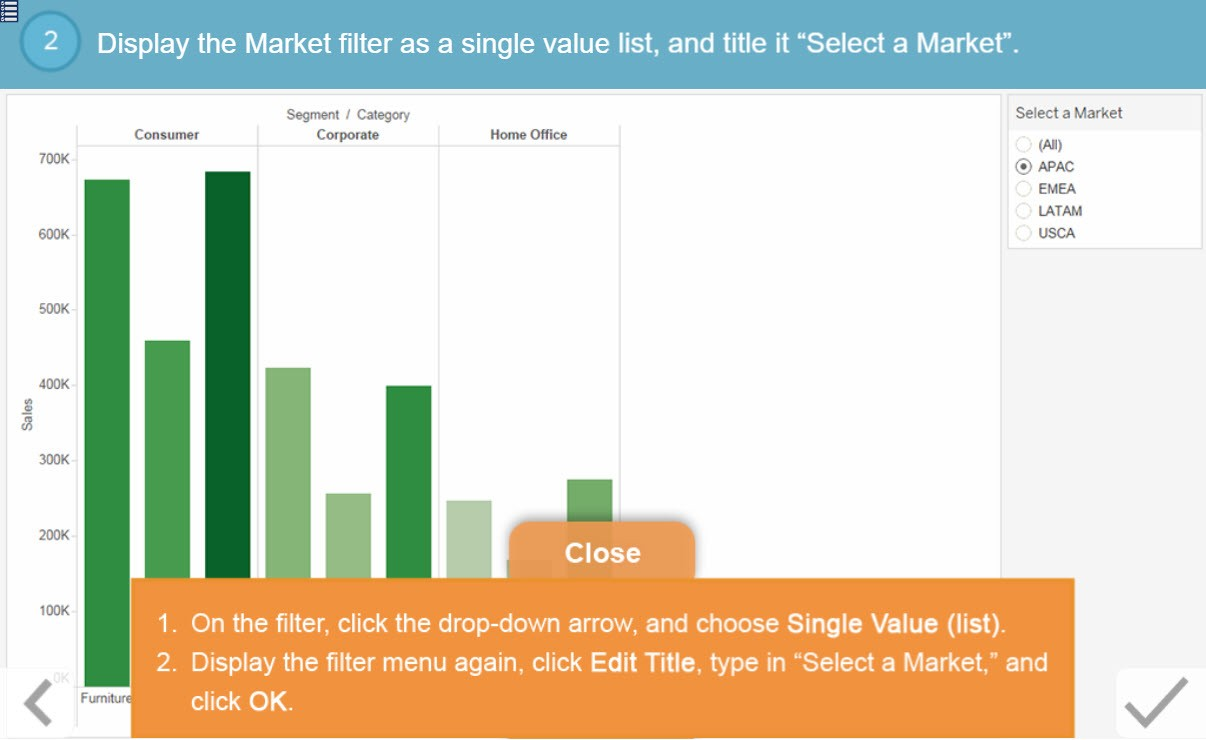 2
Display the Market filter as a single value list, and title it “Select a Market”.
Segment / Category
Consumer
Corporate
Home Office
Select a Market
(All)
APAC
EMEA
LATAM
USCA
700K
600K
500K
400K
300K
200K
100K
0K
Sales
Furniture
Close
1. On the filter, click the drop-down arrow, and choose Single Value (list).
2. Display the filter menu again, click Edit Title, type in “Select a Market,” and
click OK.